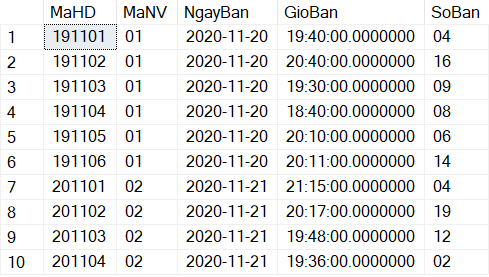 MaHD MaNV NgayBan GioBan SoBan
1 191101 01 2020-11-20 19:40:00.0000000 04
2 191102 01 2020-11-20 20:40:00.0000000 16
3 191103 01 2020-11-20 19:30:00.0000000 09
4 191104 01 2020-11-20 18:40:00.0000000 08
5 191105 01 2020-11-20 20:10:00.0000000 06
6 191106 01 2020-11-20 20:11:00.0000000 14
7 201101 02 2020-11-21 21:15:00.0000000 04
8 201102 02 2020-11-21 20:17:00.0000000 19
9 201103 02 2020-11-21 19:48:00.0000000 12
10 201104 02 2020-11-21 19:36:00.0000000 02